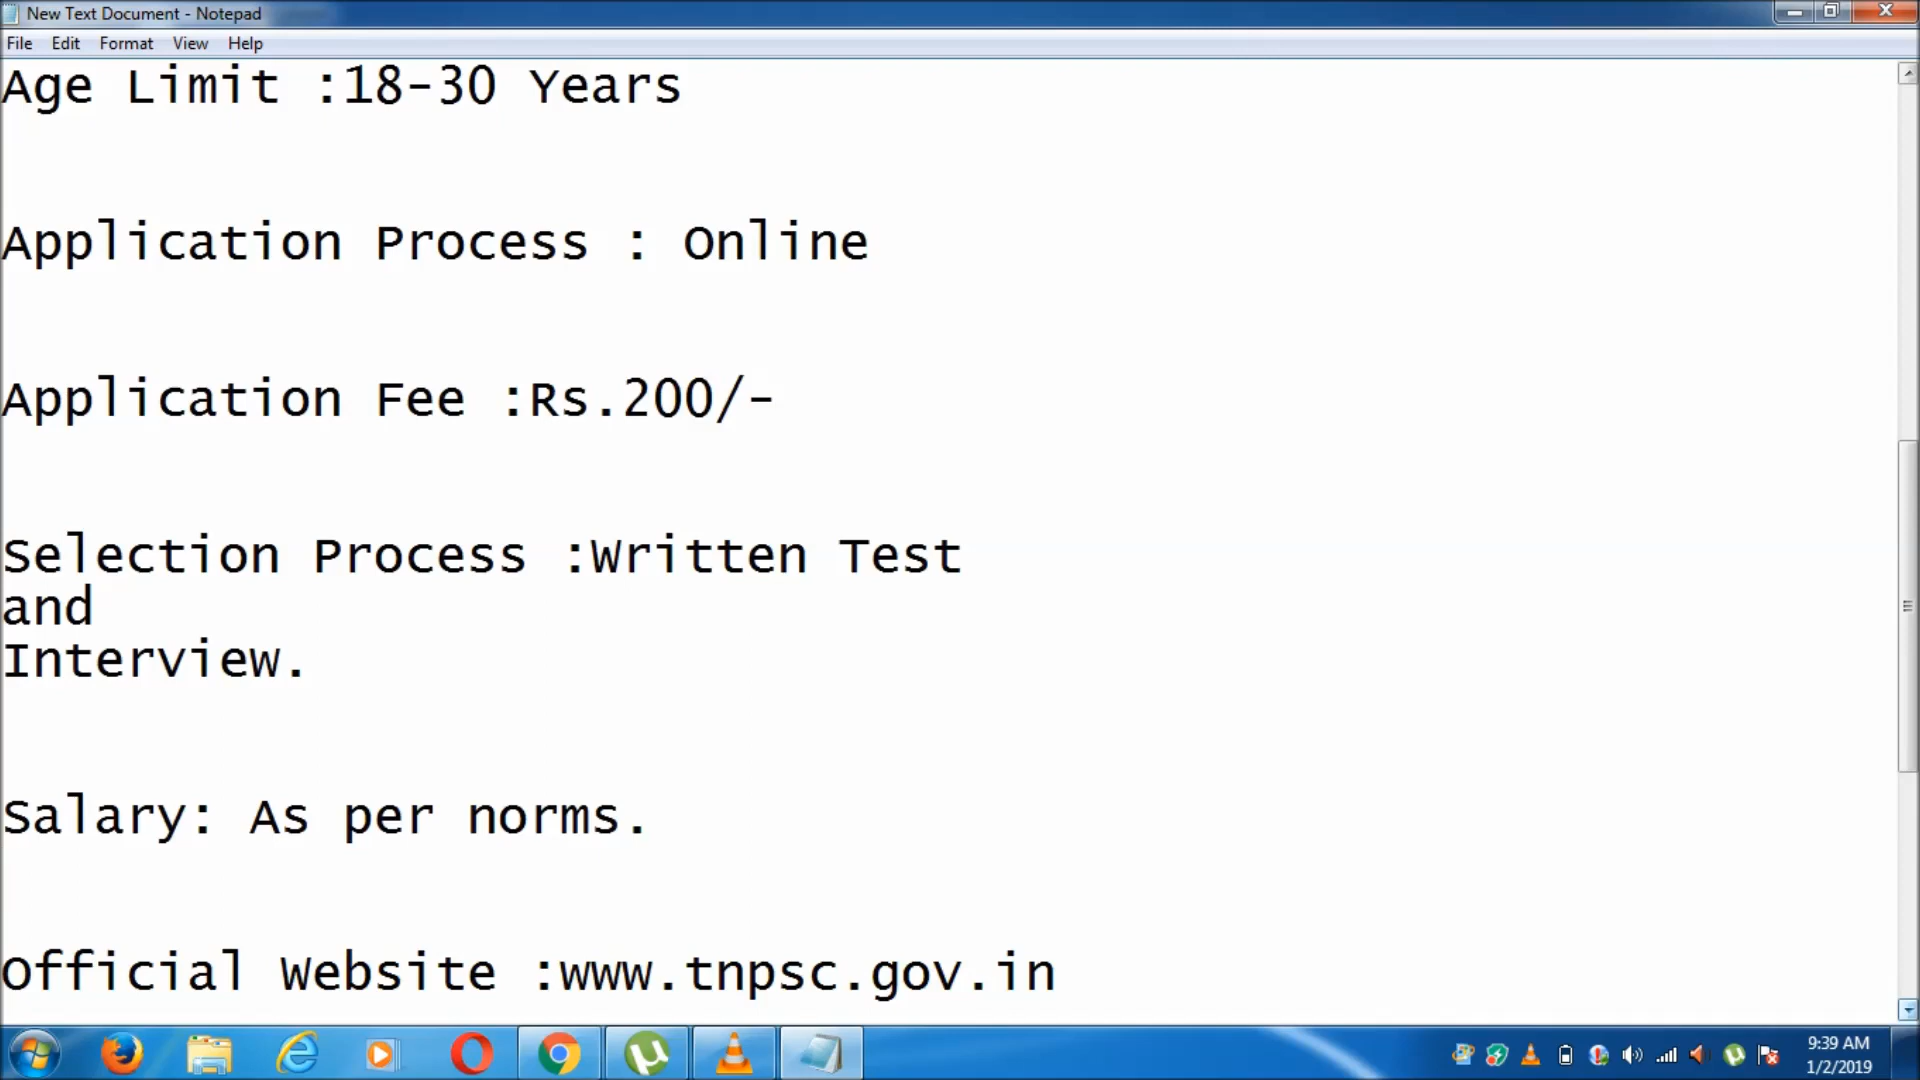 New Text Document - Notepad
File Edit Format View Help
Age Limit :18-30 Years
Application Process : Online
Application Fee :Rs.200/-
Selection Process :Written Test
and
Interview.
Salary: As per norms.
Official Website :www.tnpsc.gov.in
9:39 AM
1/2/2019